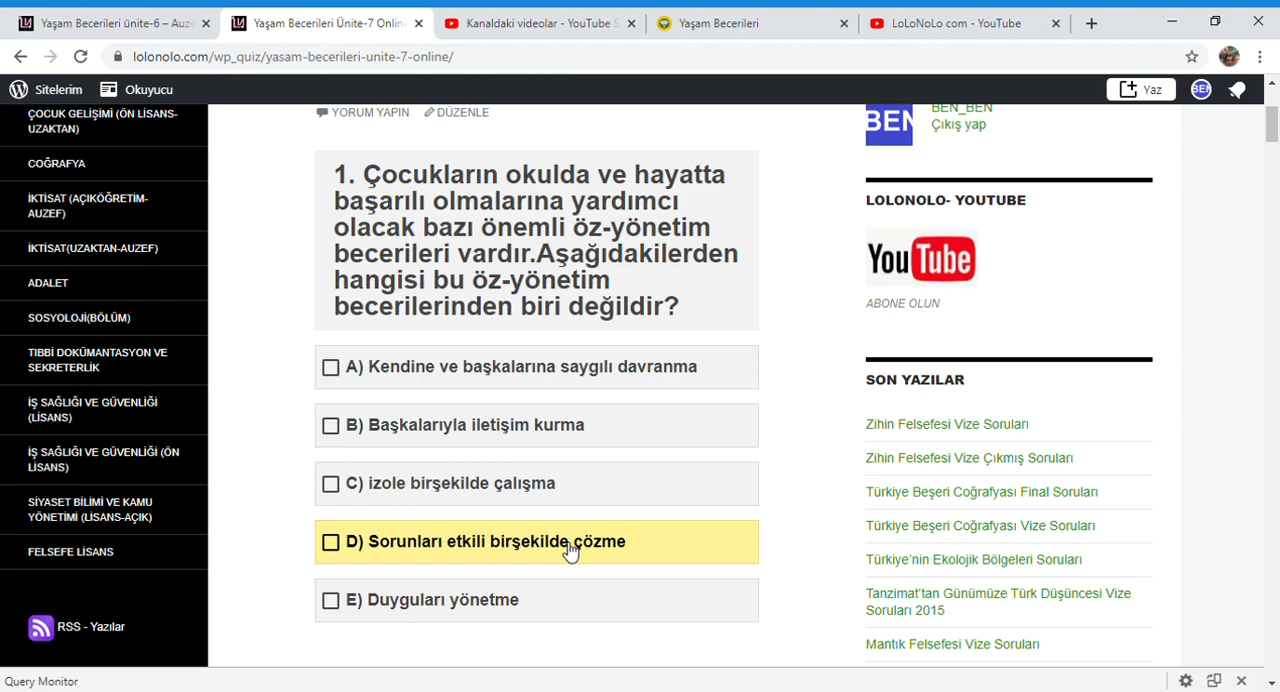 Yaşam Becerileri ünite-6 – Auze
Yaşam Becerileri Ünite-7 Onlin
Kanaldaki videolar - YouTube S
Yaşam Becerileri
LoLoNoLo com - YouTube
lolonolo.com/wp_quiz/yasam-becerileri-unite-7-online/
Sitelerim
Okuyucu
Yaz
BEN
ÇOCUK GELİŞİMİ (ÖN LİSANS-
UZAKTAN)
COĞRAFYA
İKTİSAT (AÇIKÖĞRETİM-
AUZEF)
İKTİSAT(UZAKTAN-AUZEF)
ADALET
SOSYOLOJİ(BÖLÜM)
TIBBİ DOKÜMANTASYON VE
SEKRETERLİK
İŞ SAĞLIĞI VE GÜVENLİĞİ
(LİSANS)
İŞ SAĞLIĞI VE GÜVENLİĞİ (ÖN
LİSANS)
SİYASET BİLİMİ VE KAMU
YÖNETİMİ (LİSANS-AÇIK)
FELSEFE LİSANS
RSS - Yazılar
YORUM YAPIN
DÜZENLE
1. Çocukların okulda ve hayatta
başarılı olmalarına yardımcı
olacak bazı önemli öz-yönetim
becerileri vardır.Aşağıdakilerden
hangisi bu öz-yönetim
becerilerinden biri değildir?
A) Kendine ve başkalarına saygılı davranma
B) Başkalarıyla iletişim kurma
C) izole birşekilde çalışma
D) Sorunları etkili birşekilde çözme
E) Duyguları yönetme
BEN
BEN_BEN
Çıkış yap
LOLONOLO- YOUTUBE
YouTube
ABONE OLUN
SON YAZILAR
Zihin Felsefesi Vize Soruları
Zihin Felsefesi Vize Çıkmış Soruları
Türkiye Beşeri Coğrafyası Final Soruları
Türkiye Beşeri Coğrafyası Vize Soruları
Türkiye'nin Ekolojik Bölgeleri Soruları
Tanzimat'tan Günümüze Türk Düşüncesi Vize
Soruları 2015
Mantık Felsefesi Vize Soruları
Query Monitor